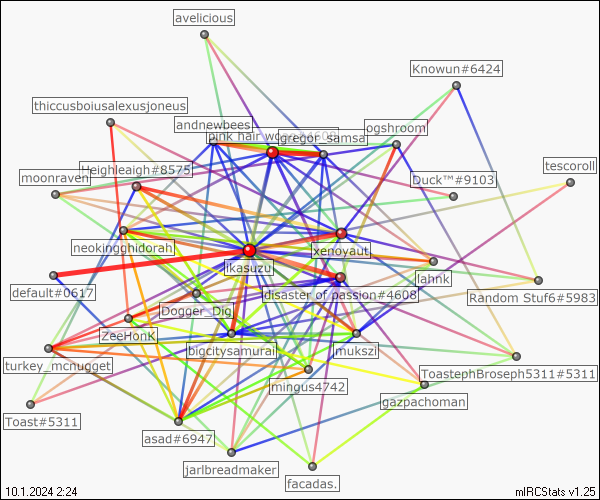 avelicious
Knowun#6424
thiccusboiusalexusjoneus
andnewbees
ogshroom
pink hair wo
gregor_samsa
tescoroll
Heighleaigh#8575
moonraven
Duck™#9103
neokingghidorah
xenoyaut
ikasuzu
lahnk
default#0617
disaster of passion#4608
Random Stuf6#5983
Dogger_Dig
ZeeHonK
bigcitysamurai
mukszil
turkey_mcnugget
ToastephBroseph5311#5311
mingus4742
gazpachoman
Toast#5311
asad#6947
jarlbreadmaker
facadas.
10.1.2024 2:24
mIRCStats v1.25